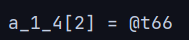 a_1_4[2] = @t66